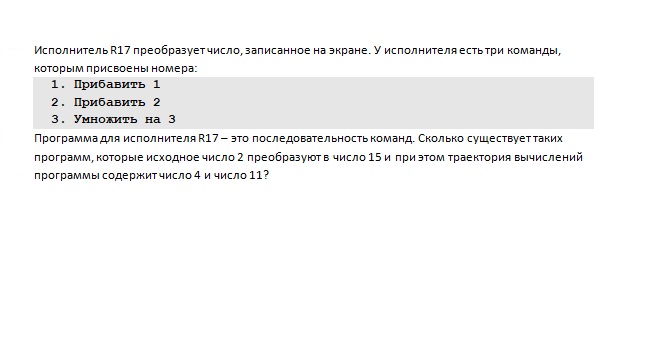 Исполнитель R17 преобразует число, записанное на экране. У исполнителя есть три команды,
которым присвоены номера:
1. Прибавить 1
2. Прибавить 2
3. Умножить на 3
Программа для исполнителя R17 – это последовательность команд. Сколько существует таких
программ, которые исходное число 2 преобразуют в число 15 и при этом траектория вычислений
программы содержит число 4 и число 11?